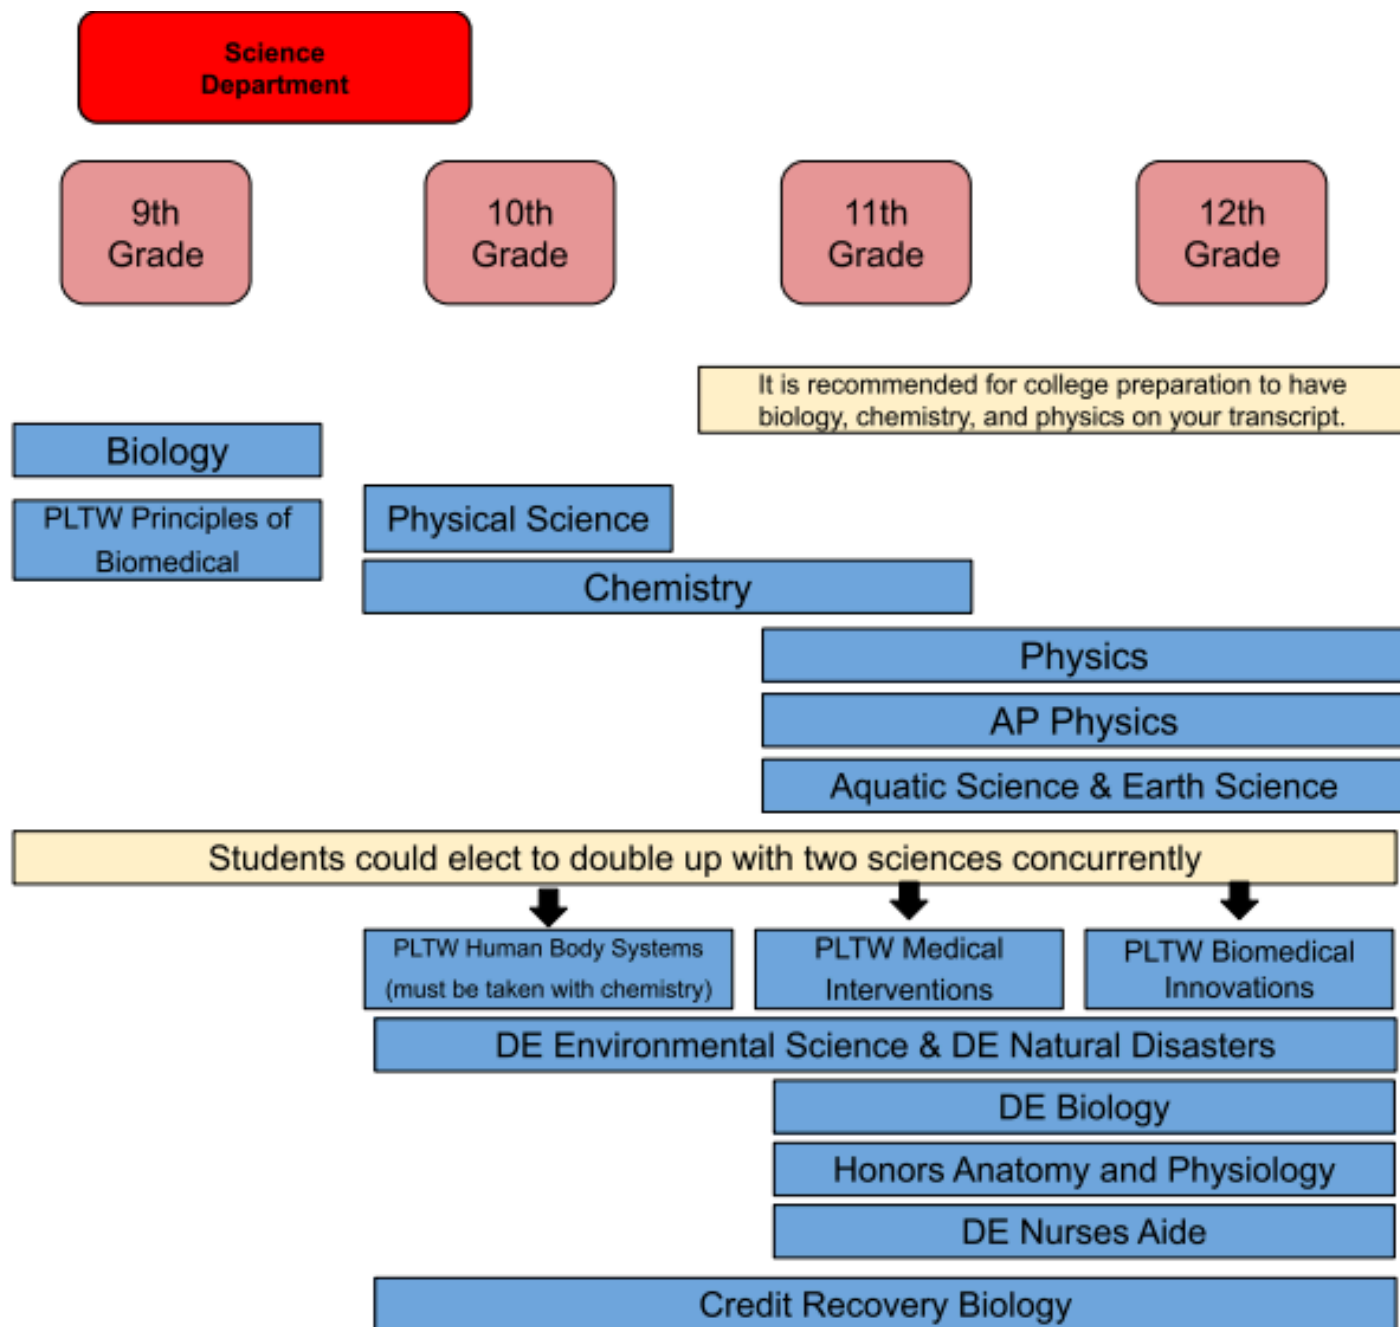 Science
Department
9th
Grade
10th
Grade
11th
Grade
12th
Grade
It is recommended for college preparation to have
biology, chemistry, and physics on your transcript.
Biology
PLTW Principles of
Biomedical
Physical Science
Chemistry
Physics
AP Physics
Aquatic Science & Earth Science
Students could elect to double up with two sciences concurrently
PLTW Human Body Systems
(must be taken with chemistry)
PLTW Medical
Interventions
PLTW Biomedical
Innovations
DE Environmental Science & DE Natural Disasters
DE Biology
Honors Anatomy and Physiology
DE Nurses Aide
Credit Recovery Biology